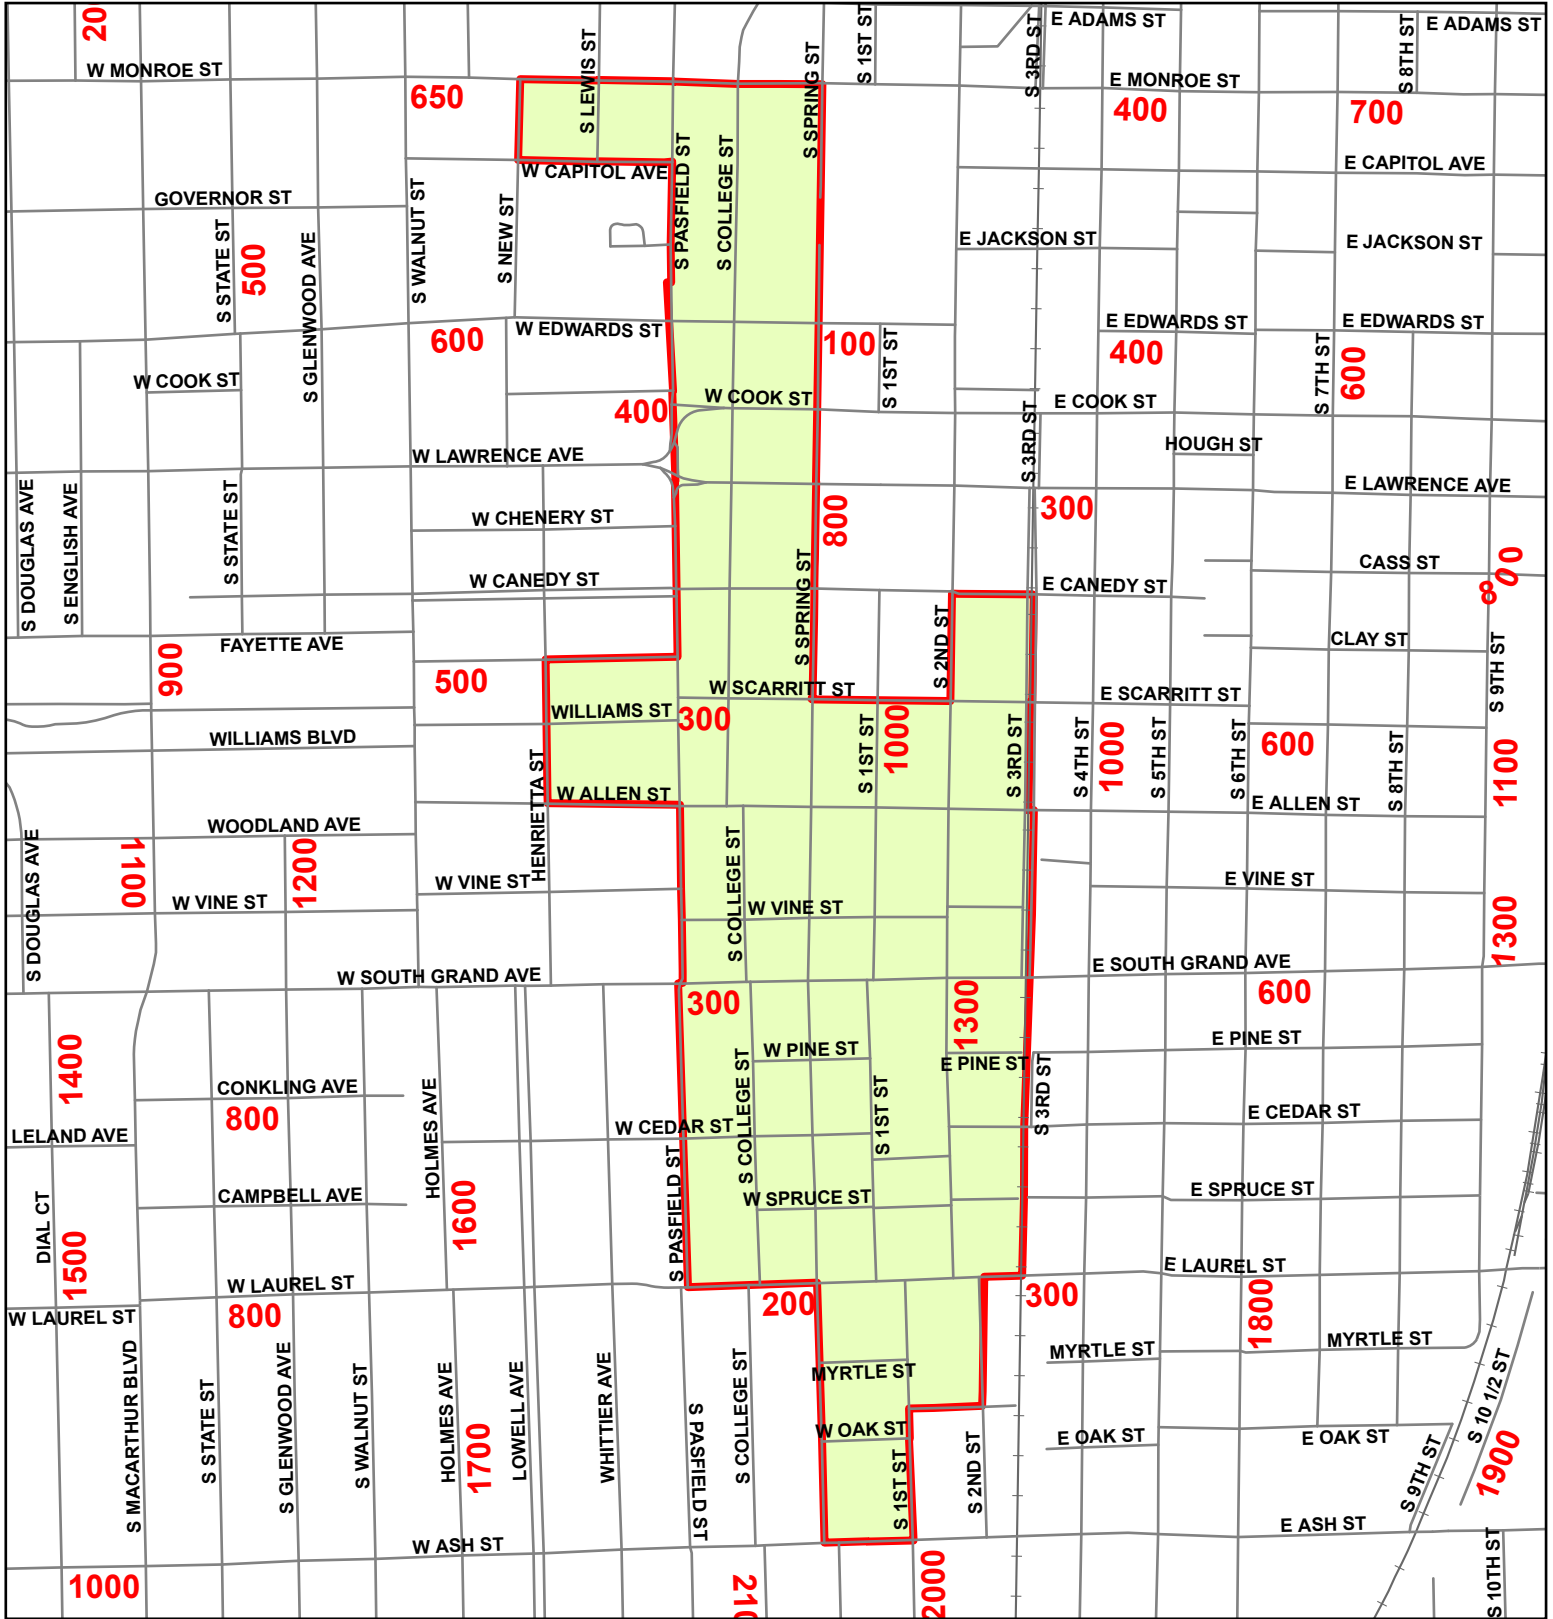 20
E ADAMS ST
E ADAMS ST
S 1ST ST
S 3RD ST
S 8TH ST
S LEWIS ST
S SPRING ST
W MONROE ST
E MONROE ST
650
400
700
W CAPITOL AVE
E CAPITOL AVE
S PASFIELD ST
S COLLEGE ST
GOVERNOR ST
S WALNUT ST
S NEW ST
S STATE ST
500
S GLENWOOD AVE
E JACKSON ST
E JACKSON ST
W EDWARDS ST
E EDWARDS ST
E EDWARDS ST
600
100
400
S 1ST ST
S 7TH ST
600
W COOK ST
W COOK ST
E COOK ST
400
S 3RD ST
HOUGH ST
W LAWRENCE AVE
E LAWRENCE AVE
S DOUGLAS AVE
S ENGLISH AVE
S STATE ST
W CHENERY ST
800
300
W CANEDY ST
S SPRING ST
E CANEDY ST
CASS ST
800
S 2ND ST
FAYETTE AVE
CLAY ST
S 9TH ST
900
500
W SCARRITT ST
E SCARRITT ST
WILLIAMS ST
300
WILLIAMS BLVD
S 1ST ST
1000
S 3RD ST
S 4TH ST
1000
S 5TH ST
S 6TH ST
600
S 8TH ST
1100
HENRIETTA ST
W ALLEN ST
E ALLEN ST
WOODLAND AVE
S DOUGLAS AVE
1100
1200
S COLLEGE ST
W VINE ST
E VINE ST
W VINE ST
W VINE ST
1300
W SOUTH GRAND AVE
E SOUTH GRAND AVE
300
1300
600
1400
W PINE ST
E PINE ST
E PINE ST
S COLLEGE ST
S 1ST ST
S 3RD ST
CONKLING AVE
HOLMES AVE
800
LELAND AVE
W CEDAR ST
E CEDAR ST
S PASFIELD ST
CAMPBELL AVE
1600
W SPRUCE ST
E SPRUCE ST
DIAL CT
1500
W LAUREL ST
E LAUREL ST
W LAUREL ST
800
200
300
1800
MYRTLE ST
MYRTLE ST
MYRTLE ST
S MACARTHUR BLVD
S STATE ST
S GLENWOOD AVE
S WALNUT ST
HOLMES AVE
1700
LOWELL AVE
WHITTIER AVE
S PASFIELD ST
S COLLEGE ST
W OAK ST
E OAK ST
E OAK ST
S 1ST ST
S 2ND ST
S 9TH ST
S 10 1/2 ST
1900
W ASH ST
E ASH ST
1000
210
2000
S 10TH ST